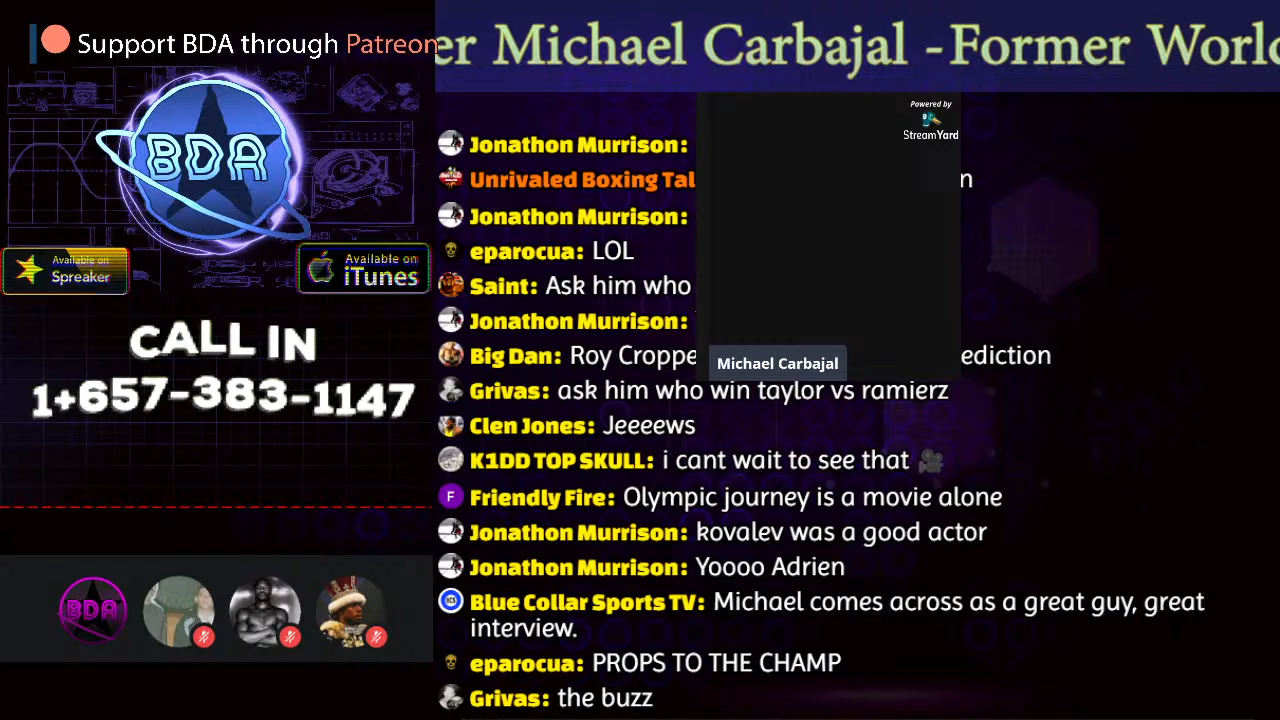 Support BDA through Patreon
er Michael Carbajal - Former World
BDA
Available on
Spreaker
Available on
iTunes
CALL IN
1+657-383-1147
BDA
Powered by
StreamYard
Jonathon Murrison:
Unrivaled Boxing Tal n
Jonathon Murrison:
eparocua: LOL
Saint: Ask him who
Jonathon Murrison:
Big Dan: Roy Croppe ediction
Michael Carbajal
Grivas: ask him who win taylor vs ramierz
Clen Jones: Jeeeews
K1DD TOP SKULL: i cant wait to see that 🎥
F
Friendly Fire: Olympic journey is a movie alone
Jonathon Murrison: kovalev was a good actor
Jonathon Murrison: Yoooo Adrien
Blue Collar Sports TV: Michael comes across as a great guy, great
interview.
eparocua: PROPS TO THE CHAMP
Grivas: the buzz